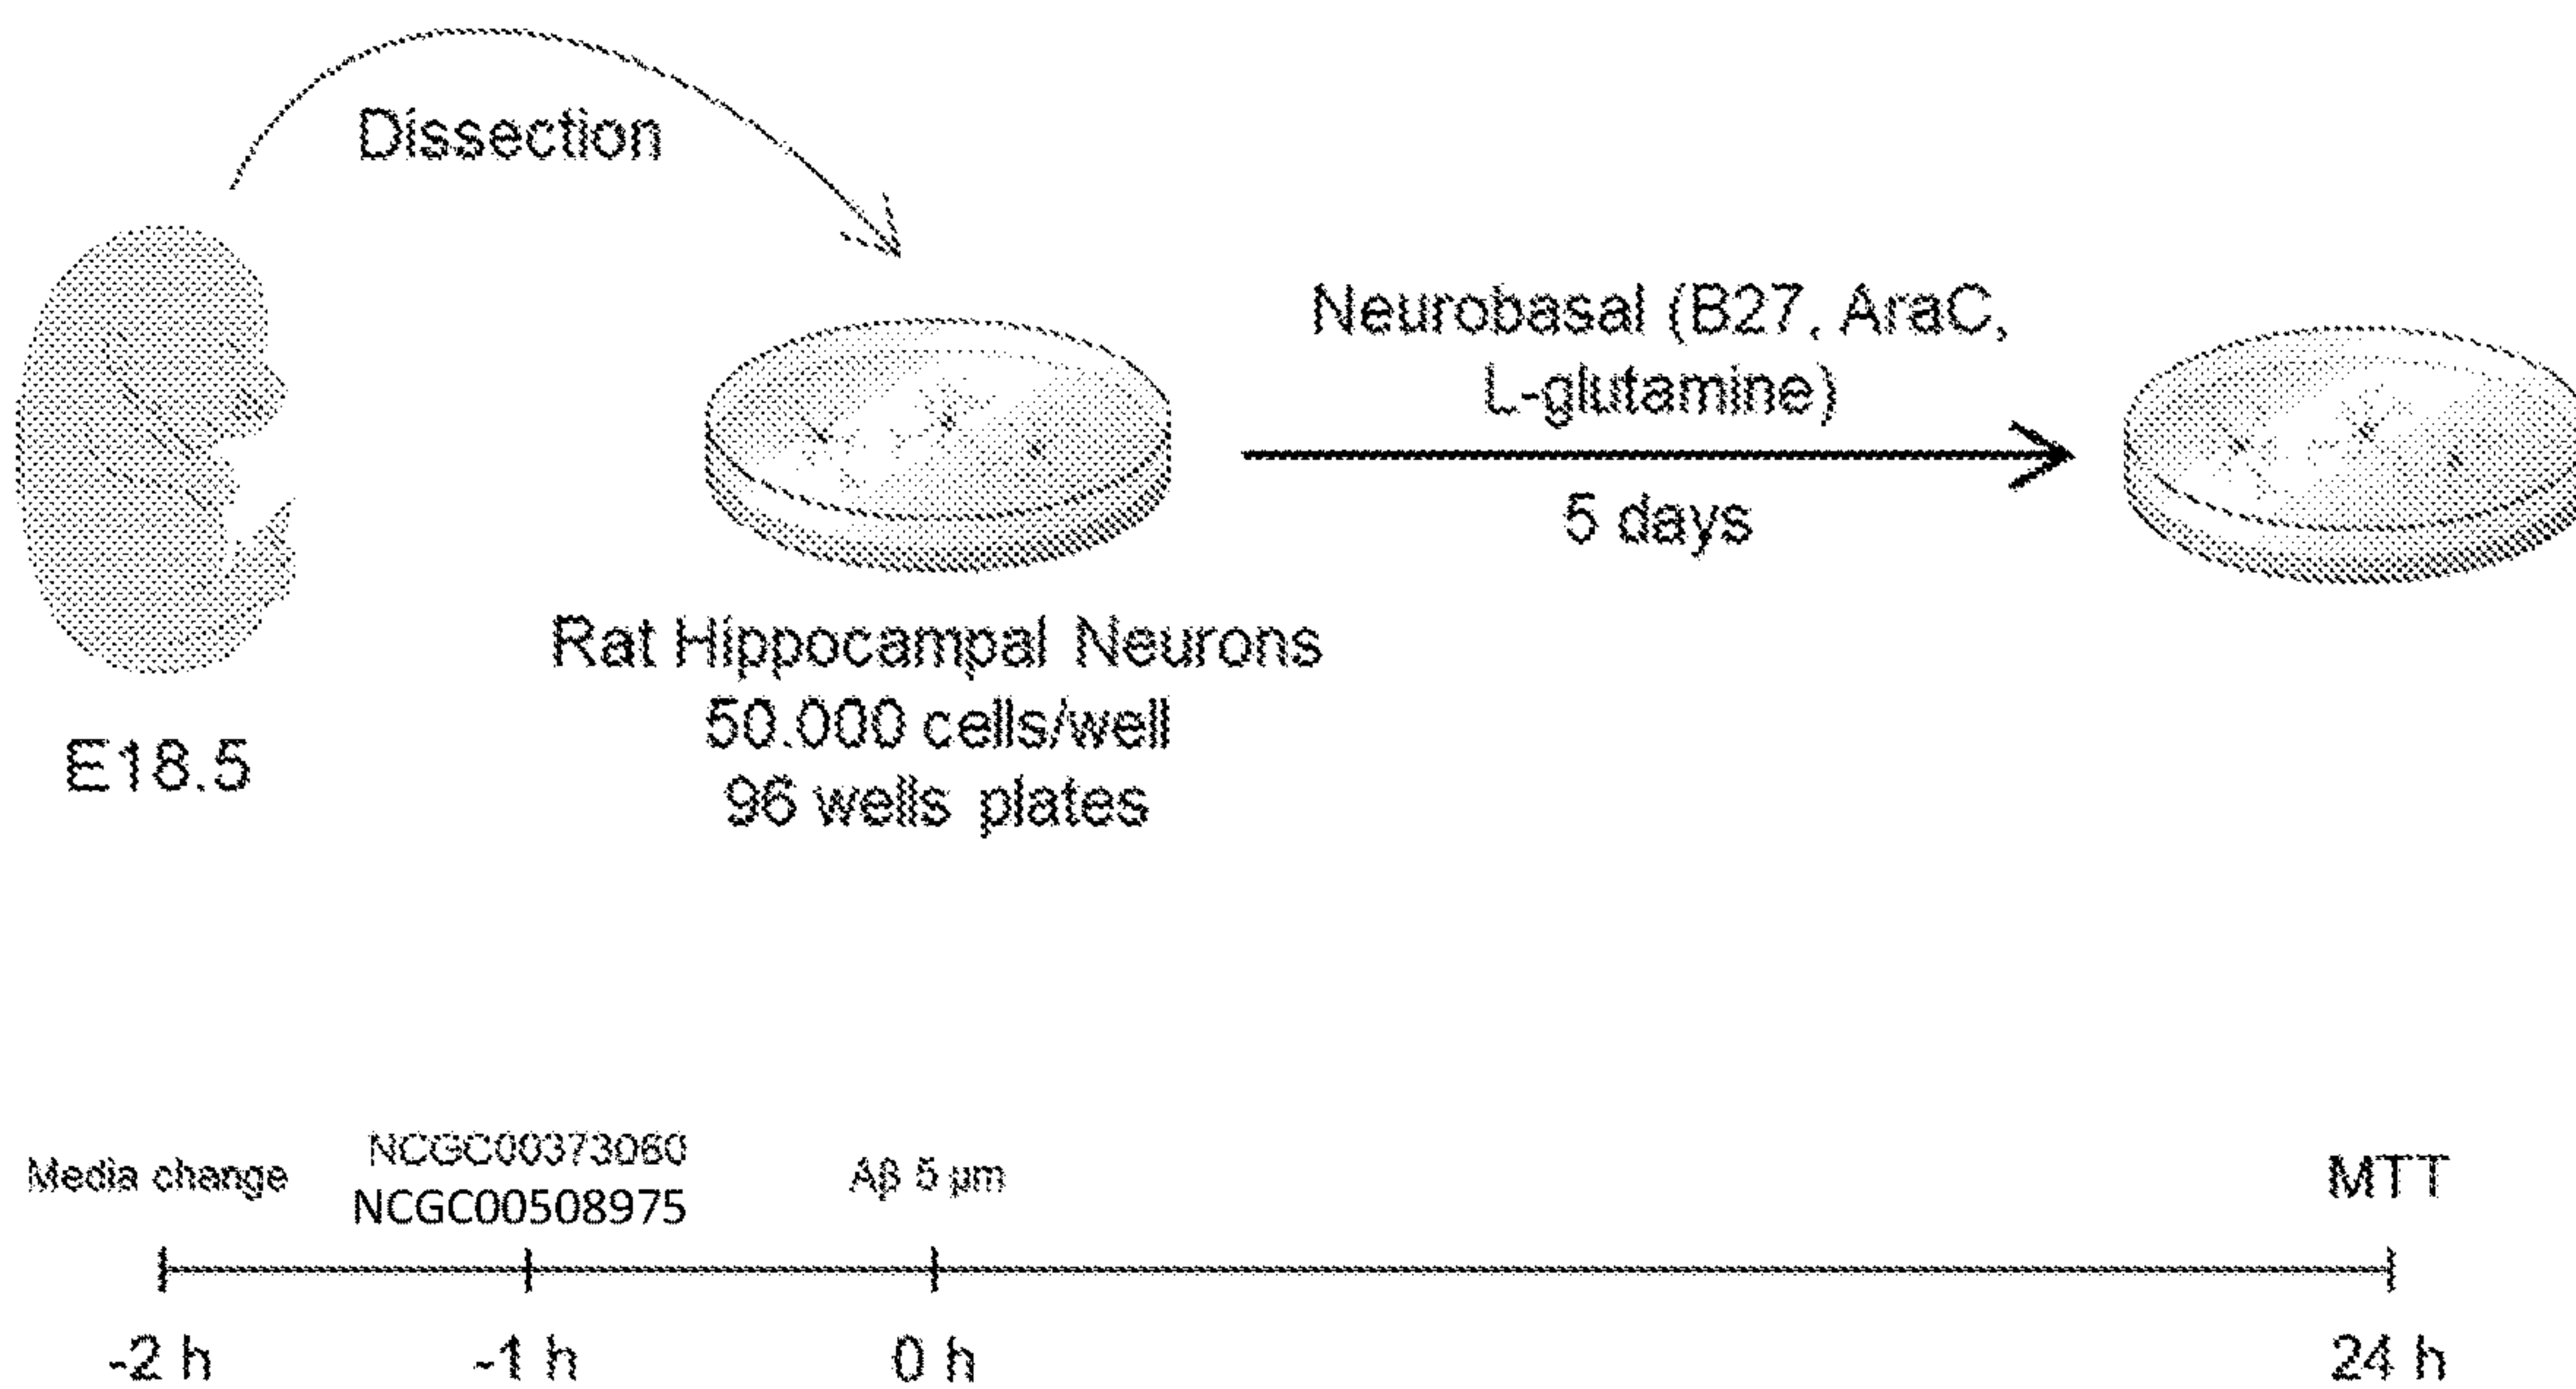 Dissection
Neurobasal (B27, AraC,
L-glutamine)
5 days
Rat Hippocampal Neurons
50.000 cells/well
96 wells plates
E18.5
NCGC00373060
NCGC00508975
Media change
Aβ 5 µm
MTT
-2 h
-1 h
0 h
24 h